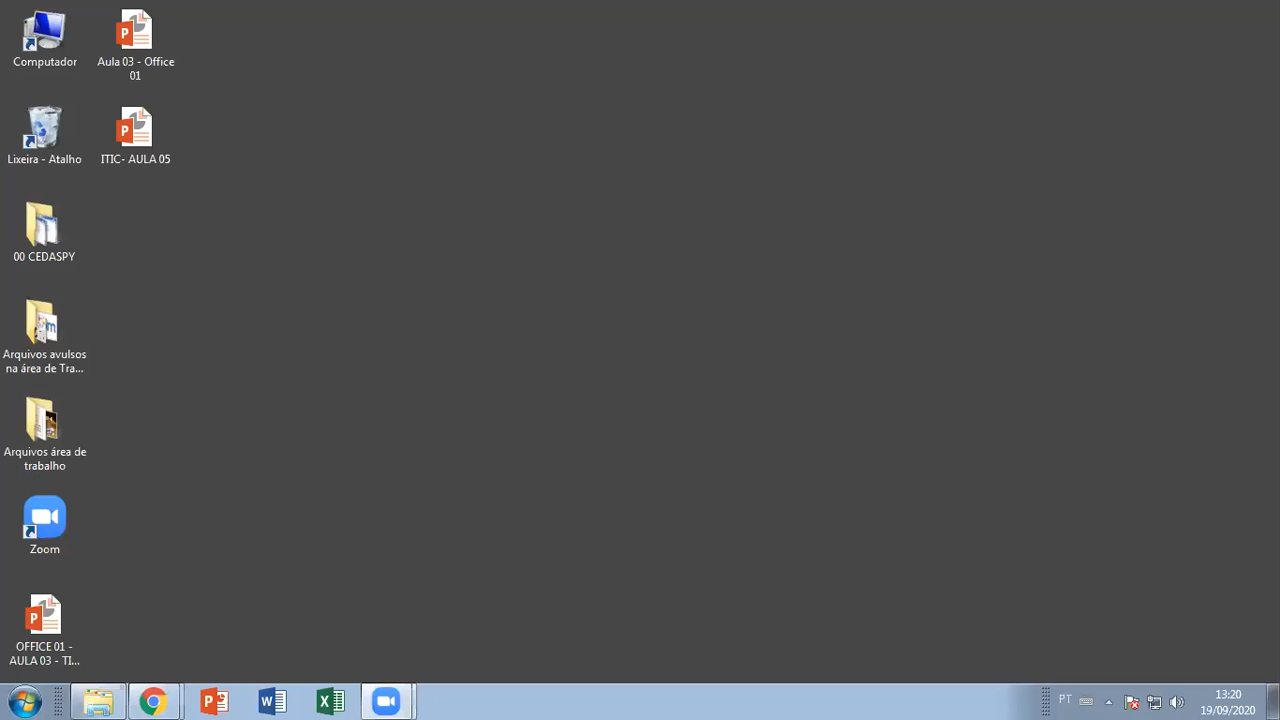 Computador
Aula 03 - Office
01
Lixeira - Atalho
ITIC- AULA 05
00 CEDASPY
Arquivos avulsos
na área de Tra...
Arquivos área de
trabalho
Zoom
OFFICE 01 -
AULA 03 - TI...
PT
13:20
19/09/2020